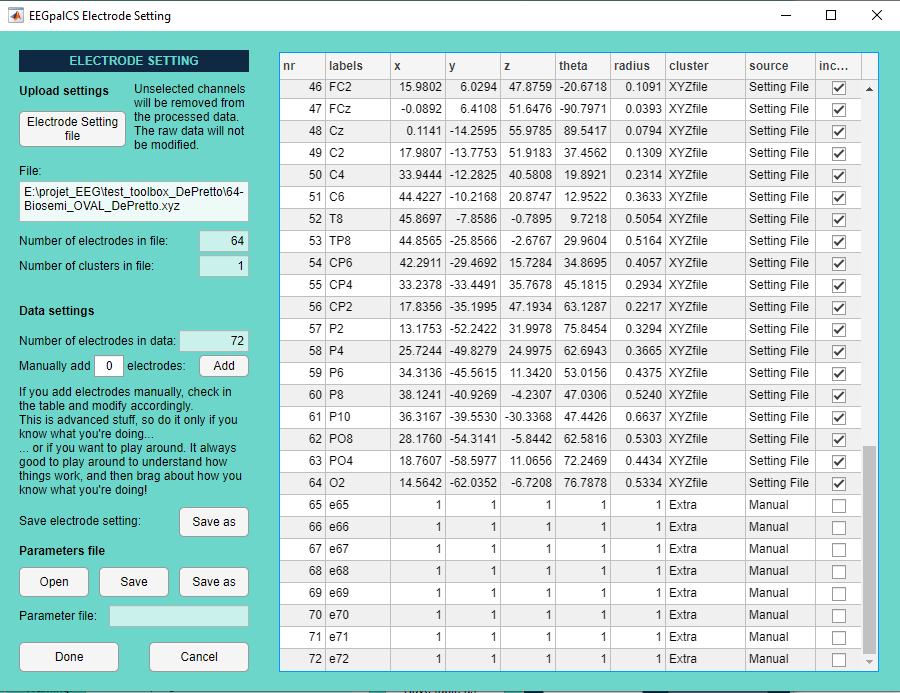 EEGpalCS Electrode Setting
ELECTRODE SETTING
Upload settings
Unselected channels
will be removed from
the processed data.
The raw data will not
be modified.
Electrode Setting
file
File:
E:\projet_EEG\test_toolbox_DePretto\64-
Biosemi_OVAL_DePretto.xyz
Number of electrodes in file: 64
Number of clusters in file: 1
Data settings
Number of electrodes in data: 72
Manually add 0 electrodes: Add
If you add electrodes manually, check in
the table and modify accordingly.
This is advanced stuff, so do it only if you
know what you're doing...
... or if you want to play around. It always
good to play around to understand how
things work, and then brag about how you
know what you're doing!
Save electrode setting: Save as
Parameters file
Open Save Save as
Parameter file:
Done Cancel
nr labels x y z theta radius cluster source inc...
46 FC2 15.9802 6.0294 47.8759 -20.6718 0.1091 XYZfile Setting File
47 FCz -0.0892 6.4108 51.6476 -90.7971 0.0393 XYZfile Setting File
48 Cz 0.1141 -14.2595 55.9785 89.5417 0.0794 XYZfile Setting File
49 C2 17.9807 -13.7753 51.9183 37.4562 0.1309 XYZfile Setting File
50 C4 33.9444 -12.2825 40.5808 19.8921 0.2314 XYZfile Setting File
51 C6 44.4227 -10.2168 20.8747 12.9522 0.3633 XYZfile Setting File
52 T8 45.8697 -7.8586 -0.7895 9.7218 0.5054 XYZfile Setting File
53 TP8 44.8565 -25.8566 -2.6767 29.9604 0.5164 XYZfile Setting File
54 CP6 42.2911 -29.4692 15.7284 34.8695 0.4057 XYZfile Setting File
55 CP4 33.2378 -33.4491 35.7678 45.1815 0.2934 XYZfile Setting File
56 CP2 17.8356 -35.1995 47.1934 63.1287 0.2217 XYZfile Setting File
57 P2 13.1753 -52.2422 31.9978 75.8454 0.3294 XYZfile Setting File
58 P4 25.7244 -49.8279 24.9975 62.6943 0.3665 XYZfile Setting File
59 P6 34.3136 -45.5615 11.3420 53.0156 0.4375 XYZfile Setting File
60 P8 38.1241 -40.9269 -4.2307 47.0306 0.5240 XYZfile Setting File
61 P10 36.3167 -39.5530 -30.3368 47.4426 0.6637 XYZfile Setting File
62 PO8 28.1760 -54.3141 -5.8442 62.5816 0.5303 XYZfile Setting File
63 PO4 18.7607 -58.5977 11.0656 72.2469 0.4434 XYZfile Setting File
64 O2 14.5642 -62.0352 -6.7208 76.7878 0.5334 XYZfile Setting File
65 e65 1 1 1 1 1 Extra Manual
66 e66 1 1 1 1 1 Extra Manual
67 e67 1 1 1 1 1 Extra Manual
68 e68 1 1 1 1 1 Extra Manual
69 e69 1 1 1 1 1 Extra Manual
70 e70 1 1 1 1 1 Extra Manual
71 e71 1 1 1 1 1 Extra Manual
72 e72 1 1 1 1 1 Extra Manual